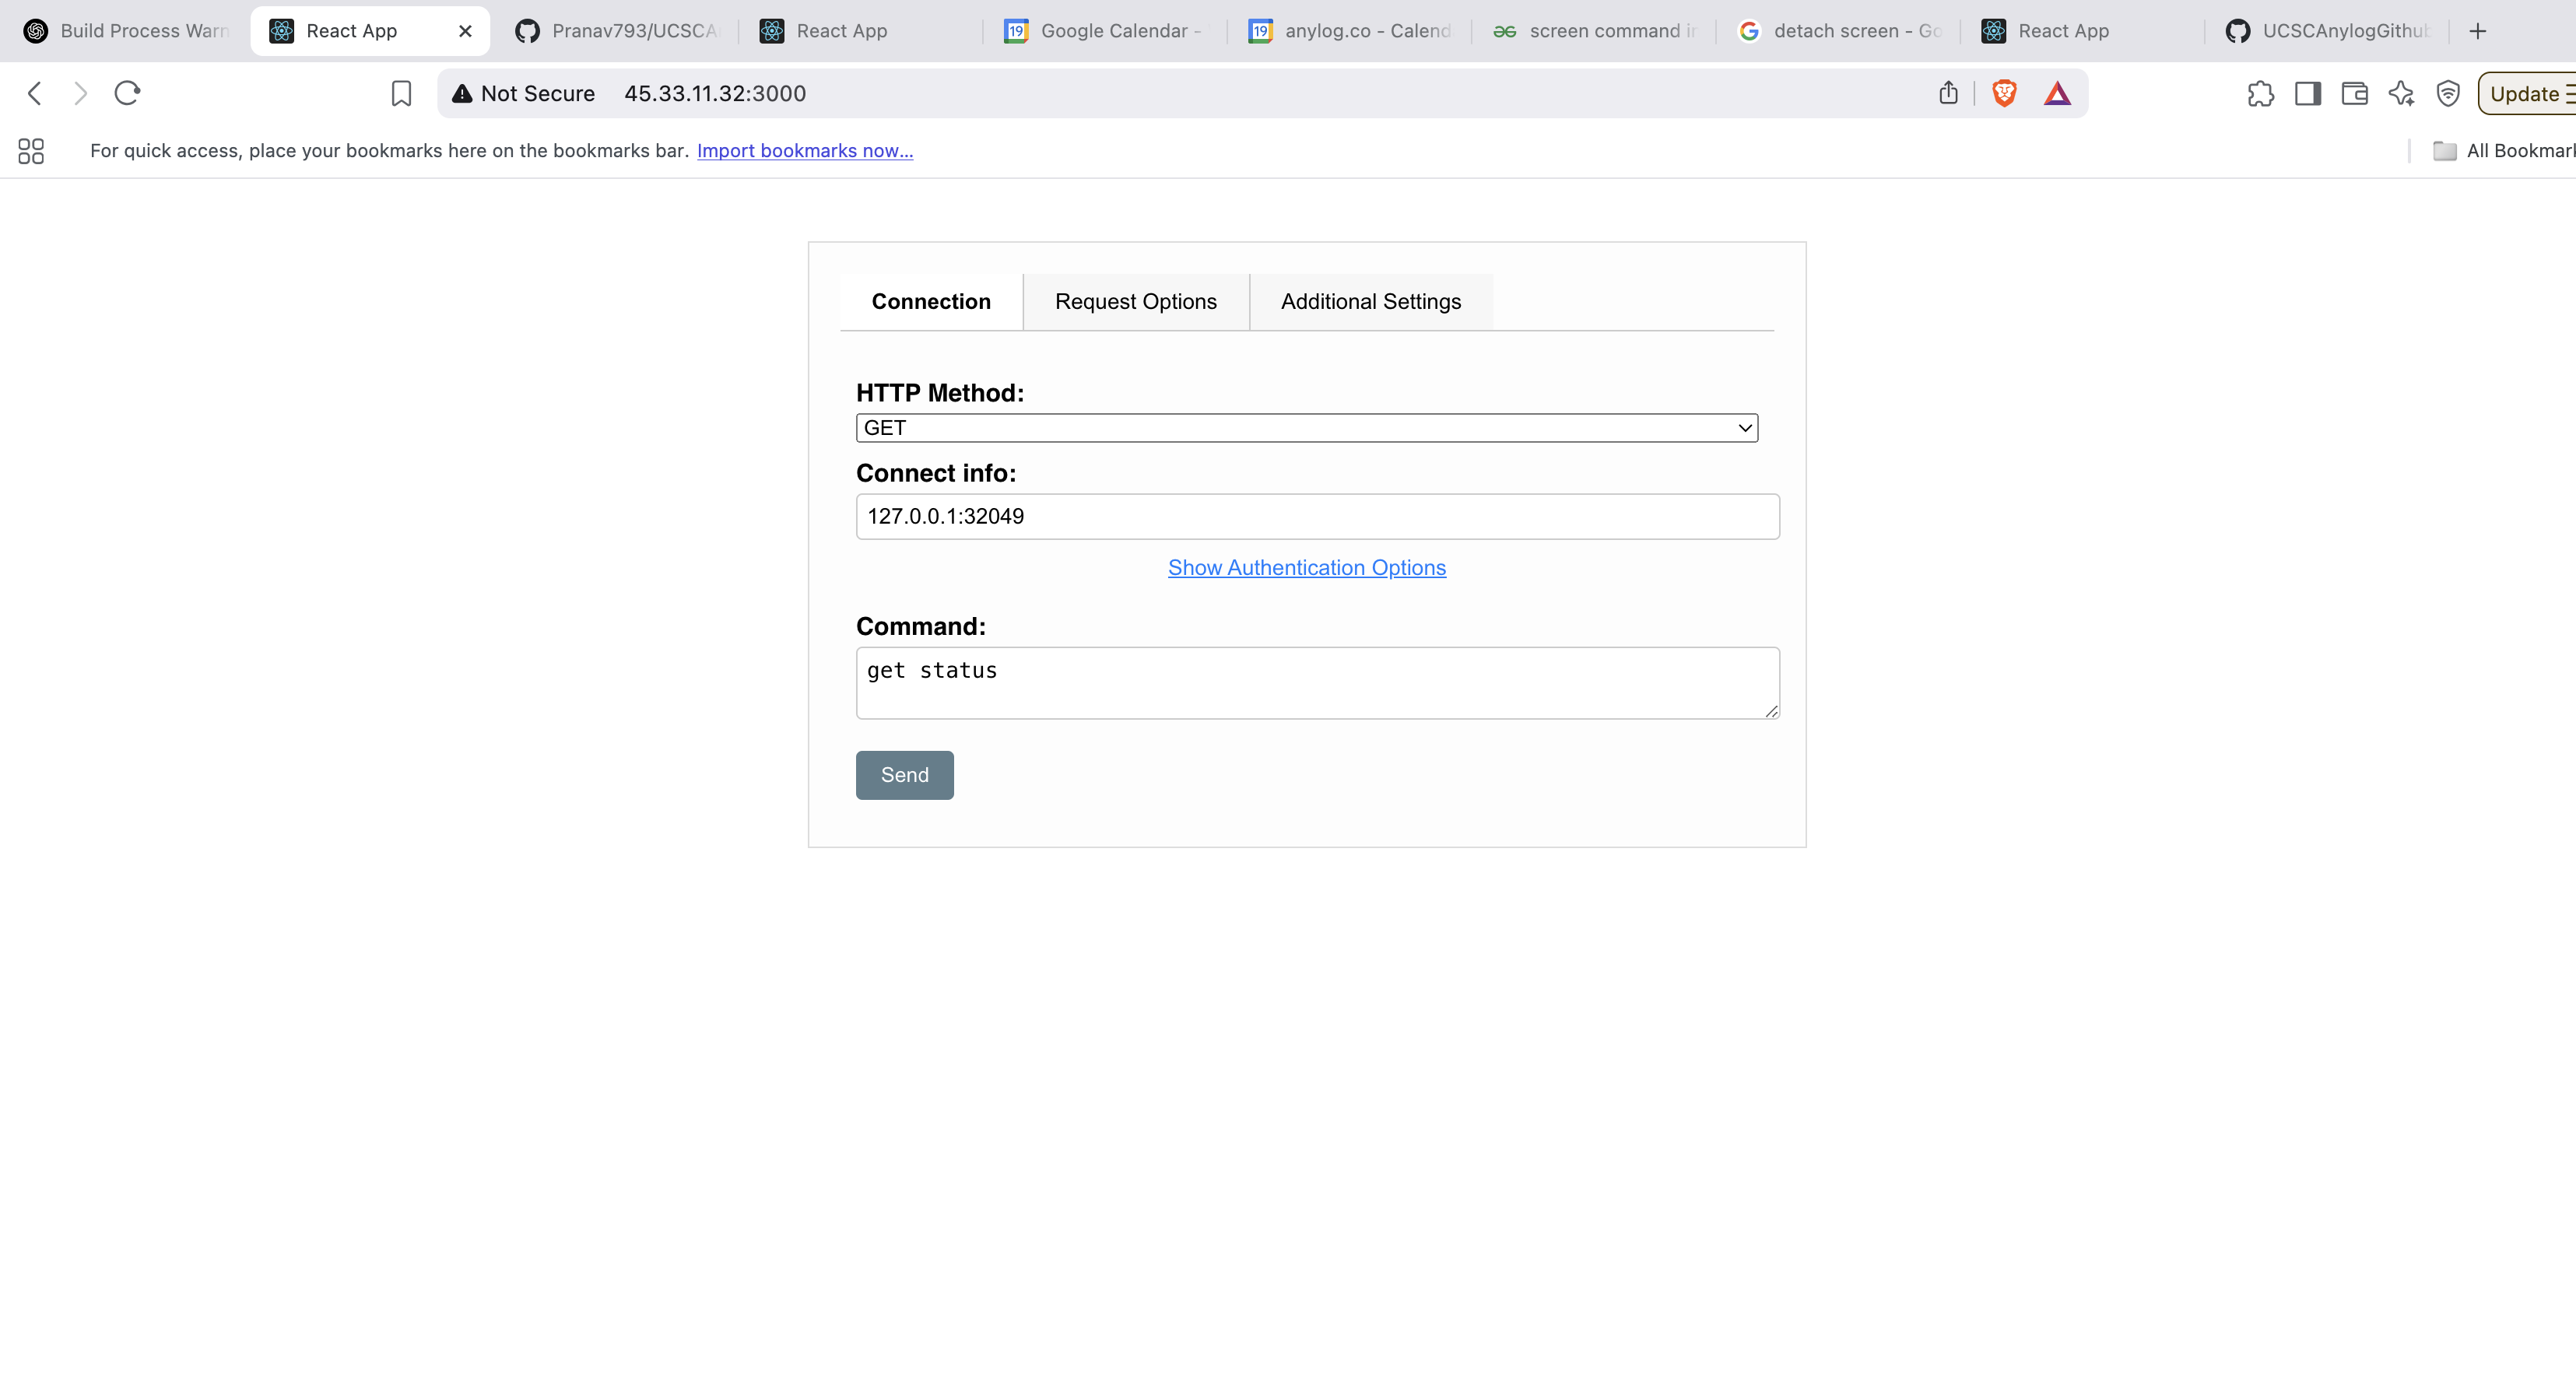 Build Process Warn
React App
Pranav793/UCSCA
React App
Google Calendar -
anylog.co - Calend
screen command in
detach screen - Go
React App
UCSCAnylogGithub
Not Secure 45.33.11.32:3000
Update
For quick access, place your bookmarks here on the bookmarks bar. Import bookmarks now...
All Bookmark
Connection
Request Options
Additional Settings
HTTP Method:
GET
Connect info:
127.0.0.1:32049
Show Authentication Options
Command:
get status
Send